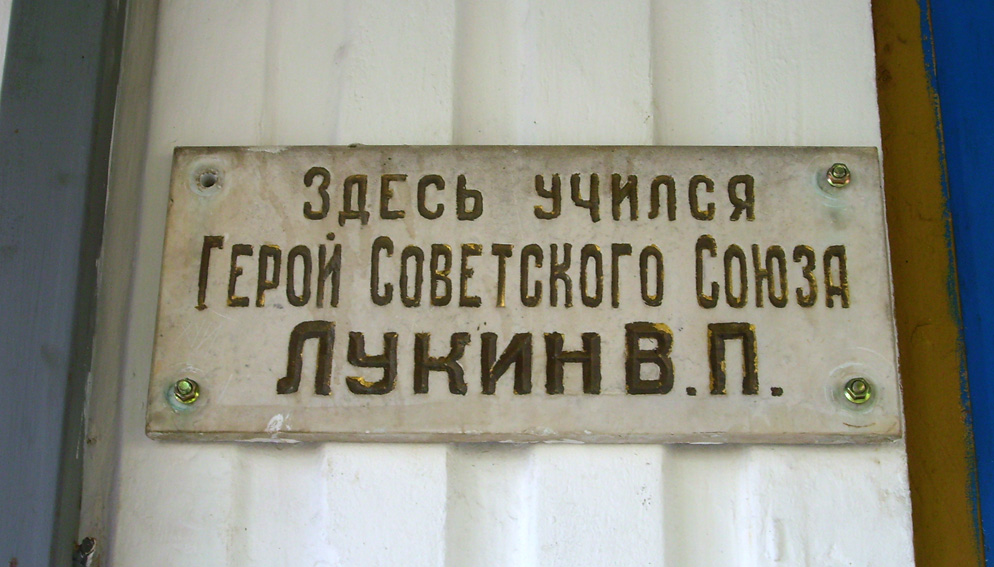 Здесь учился
Герой Советского Союза
Лукин В.П.